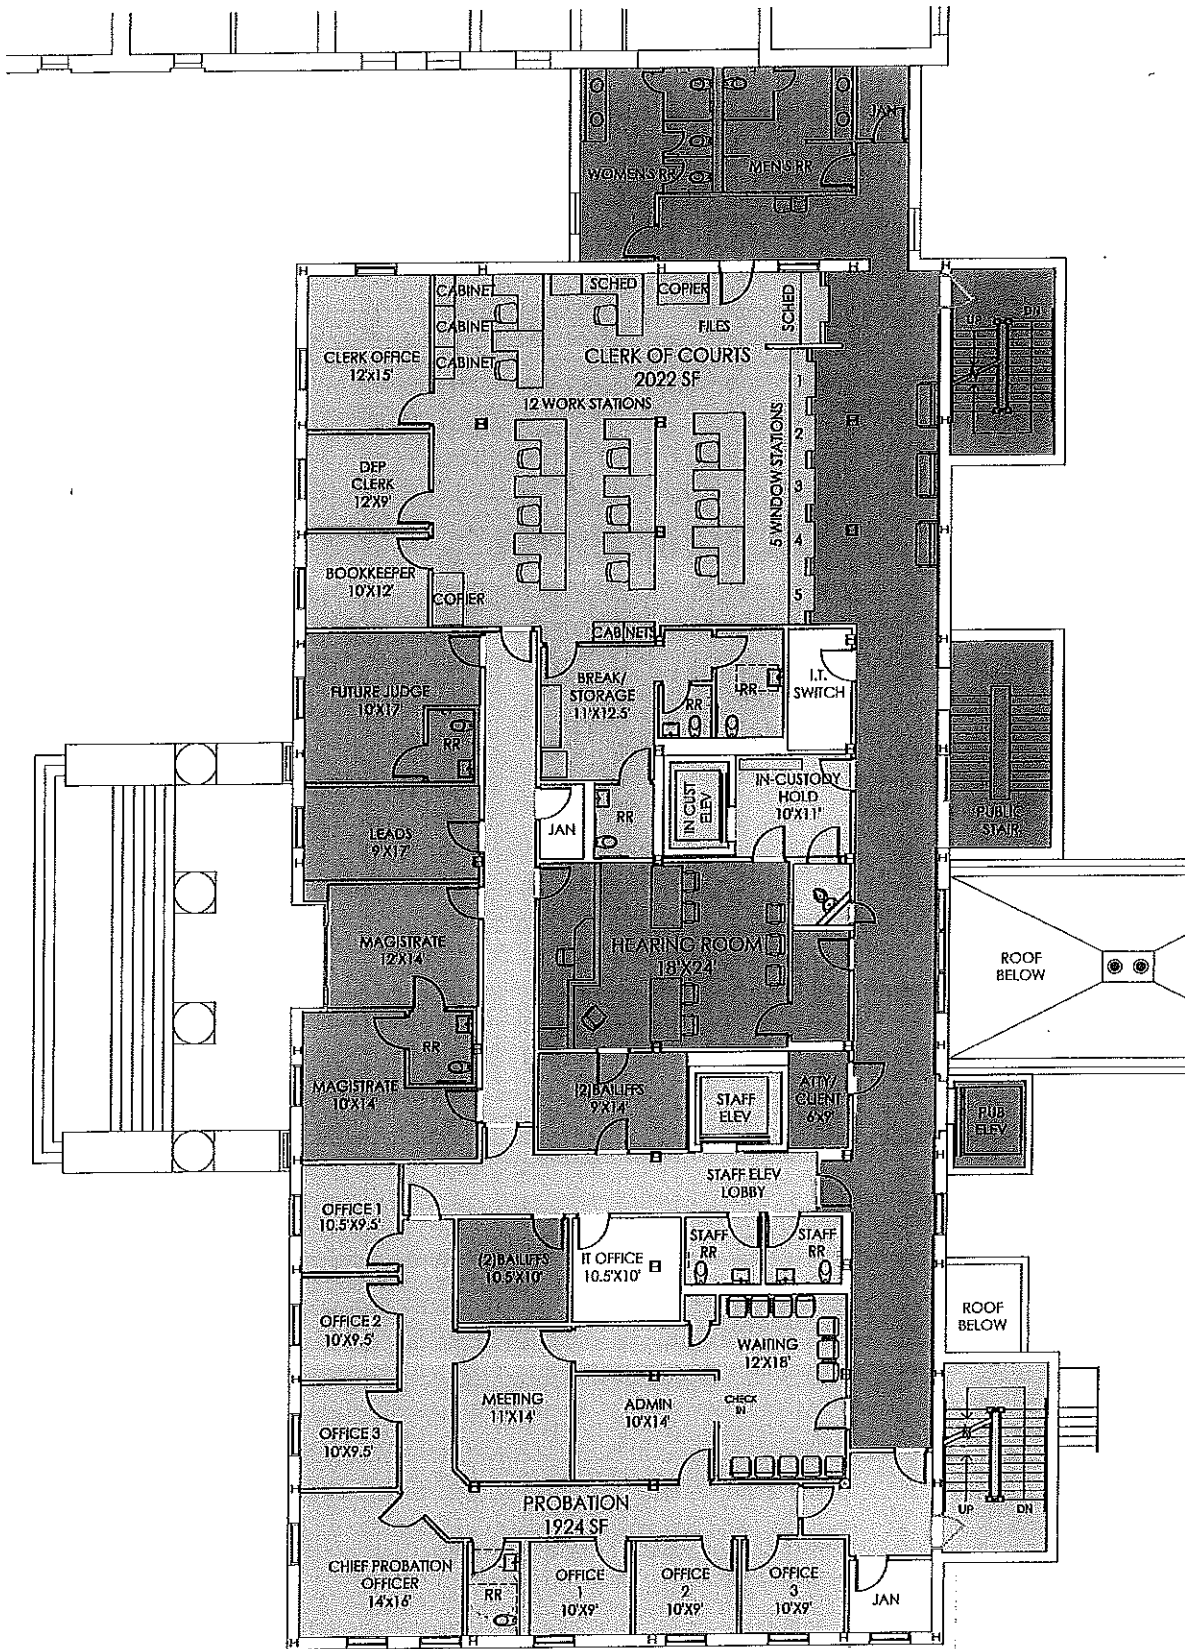 JAN
WOMENS RR
MEN'S RR
CABINET
SCHED
COPIER
CABINET
FILES
SCHED
UP
DN
CLERK OFFICE
12'x15'
CABINET
CLERK OF COURTS
2022 SF
12 WORK STATIONS
1
2
3
4
5
5 WINDOW STATIONS
DEP
CLERK
12'X9'
BOOKKEEPER
10'X12'
COPIER
CABINETS
FUTURE JUDGE
10'X17'
RR
BREAK/
STORAGE
11'X12.5'
RR
RR
I.T.
SWITCH
IN CUST
ELEV
IN-CUSTODY
HOLD
10'X11'
PUBLIC
STAIR
LEADS
9'X17'
JAN
RR
MAGISTRATE
12'X14'
HEARING ROOM
18'X24'
ROOF
BELOW
RR
MAGISTRATE
10'X14'
(2)BAILIFFS
9'X14'
STAFF
ELEV
ATTY/
CLIENT
6'X9'
PUB
ELEV
STAFF ELEV
LOBBY
OFFICE 1
10.5'X9.5'
(2)BAILIFFS
10.5'X10'
IT OFFICE
10.5'X10'
STAFF
RR
STAFF
RR
OFFICE 2
10'X9.5'
WAITING
12'X18'
ROOF
BELOW
MEETING
11'X14'
ADMIN
10'X14'
CHECK
IN
OFFICE 3
10'X9.5'
PROBATION
1924 SF
UP
DN
CHIEF PROBATION
OFFICER
14'x16'
RR
OFFICE
1
10'X9'
OFFICE
2
10'X9'
OFFICE
3
10'X9'
JAN